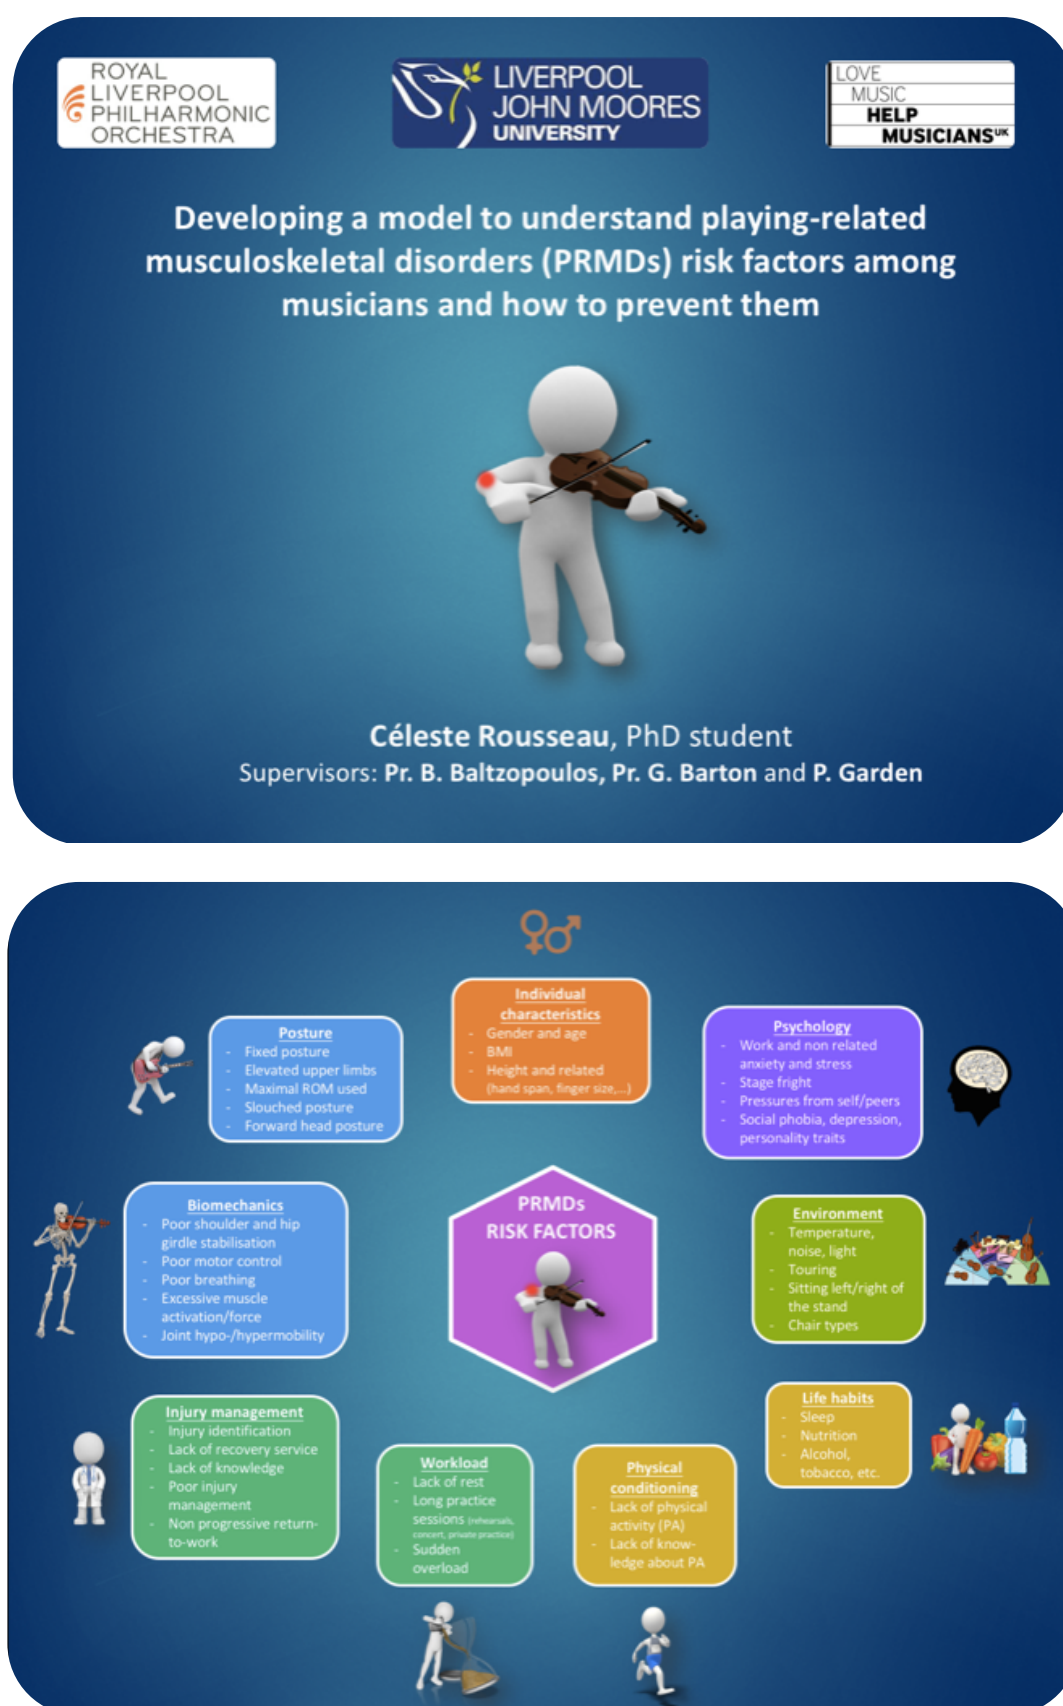 ROYAL
LIVERPOOL
PHILHARMONIC
ORCHESTRA
LIVERPOOL
JOHN MOORES
UNIVERSITY
LOVE
MUSIC
HELP
MUSICIANS UK
Developing a model to understand playing-related
musculoskeletal disorders (PRMDs) risk factors among
musicians and how to prevent them
Céleste Rousseau, PhD student
Supervisors: Pr. B. Baltzopoulos, Pr. G. Barton and P. Garden
Individual
characteristics
- Gender and age
- BMI
- Height and related
(hand span, finger size,...)
Posture
- Fixed posture
- Elevated upper limbs
- Maximal ROM used
- Slouched posture
- Forward head posture
Psychology
- Work and non related
anxiety and stress
- Stage fright
- Pressures from self/peers
- Social phobia, depression,
personality traits
Biomechanics
- Poor shoulder and hip
girdle stabilisation
- Poor motor control
- Poor breathing
- Excessive muscle
activation/force
- Joint hypo-/hypermobility
PRMDs
RISK FACTORS
Environment
- Temperature,
noise, light
- Touring
- Sitting left/right of
the stand
- Chair types
Injury management
- Injury identification
- Lack of recovery service
- Lack of knowledge
- Poor injury
management
- Non progressive return-
to-work
Workload
- Lack of rest
- Long practice
sessions (rehearsals,
concert, private practice)
- Sudden
overload
Physical
conditioning
- Lack of physical
activity (PA)
- Lack of know-
ledge about PA
Life habits
- Sleep
- Nutrition
- Alcohol,
tobacco, etc.